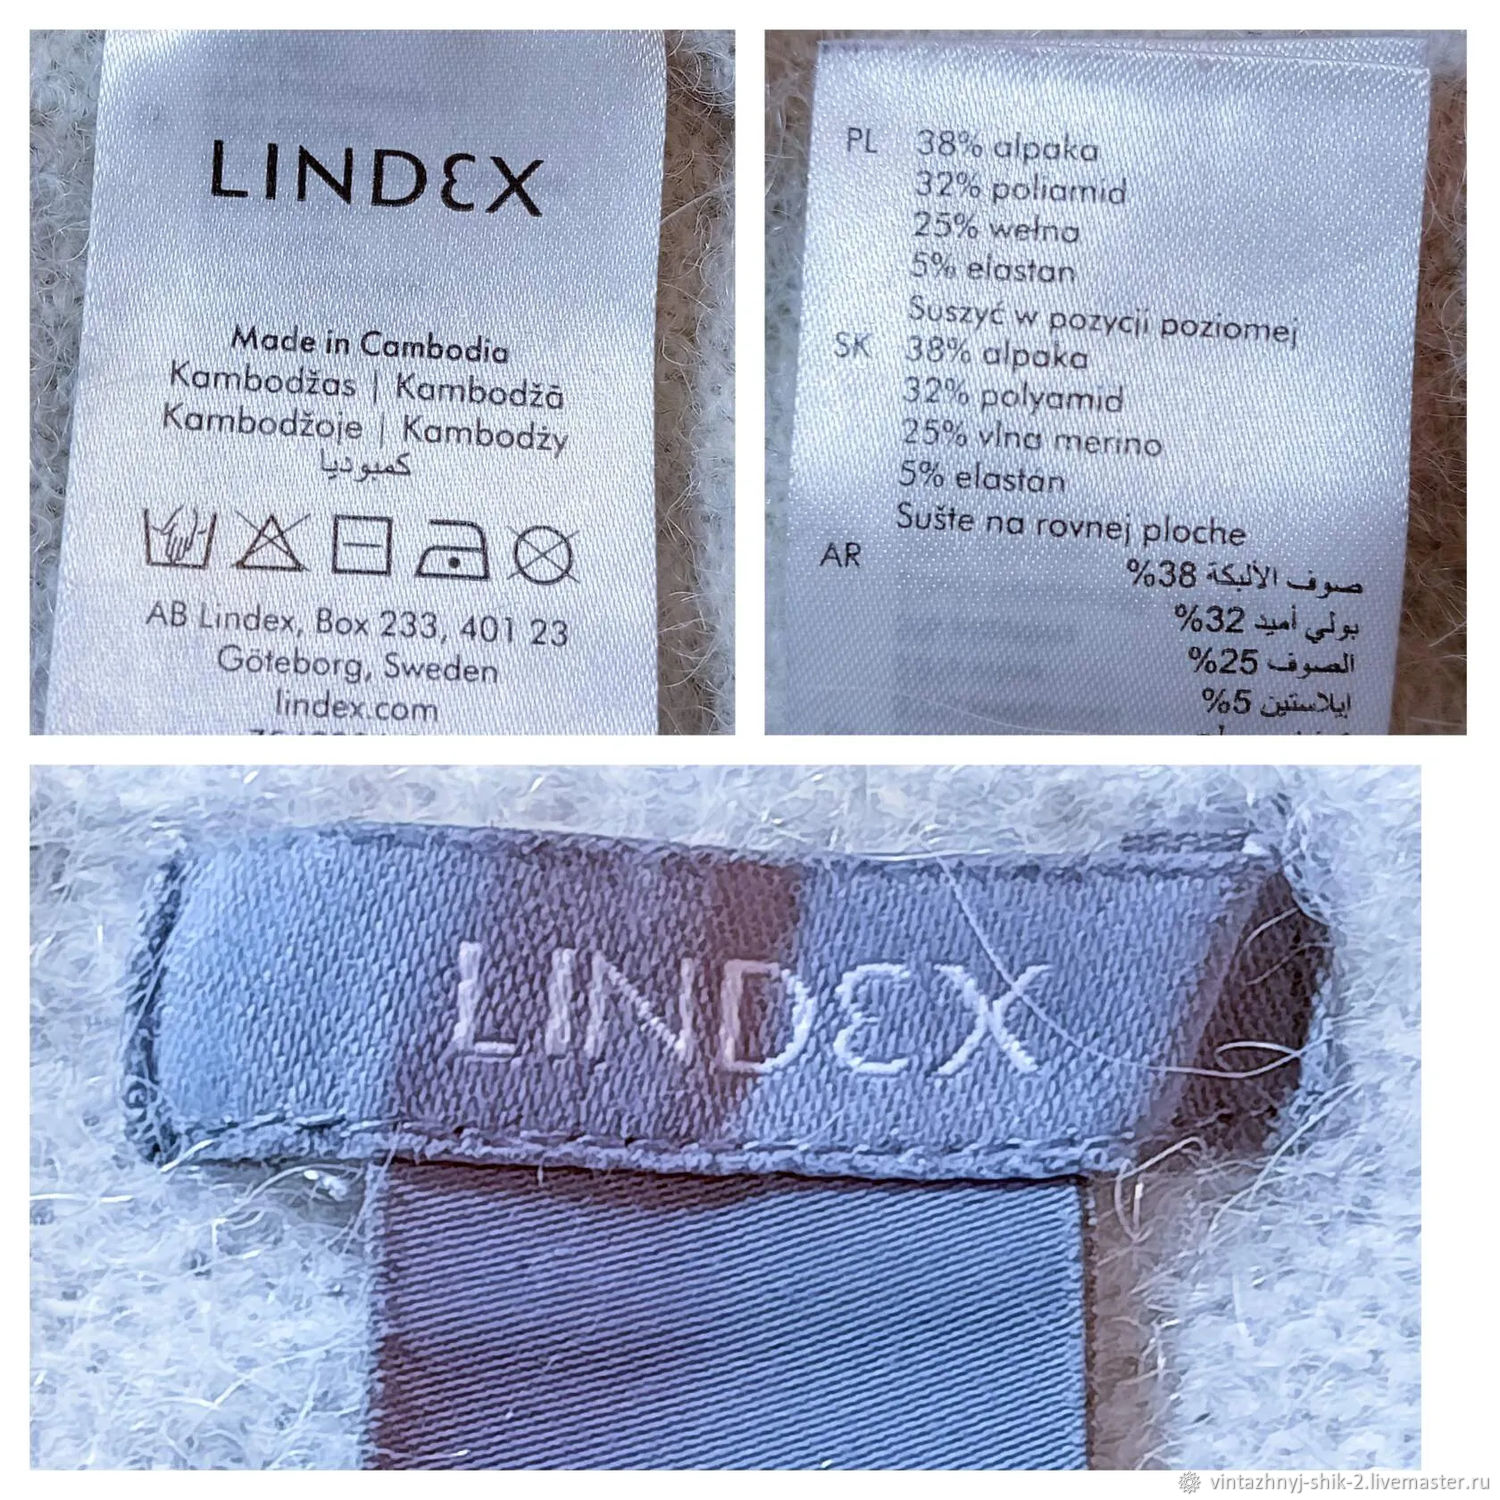 LINDEX
Made in Cambodia
Kambodžas | Kambodžā
Kambodžoje | Kambodży
كمبوديا
AB Lindex, Box 233, 401 23
Göteborg, Sweden
lindex.com
PL 38% alpaka
32% poliamid
25% wełna
5% elastan
Suszyć w pozycji poziomej
SK 38% alpaka
32% polyamid
25% vlna merino
5% elastán
Sušte na rovnej ploche
AR
صوف الألبكة 38%
بولي أميد 32%
الصوف 25%
إيلاستين 5%
LINDEX
vintazhnyj-shik-2.livemaster.ru